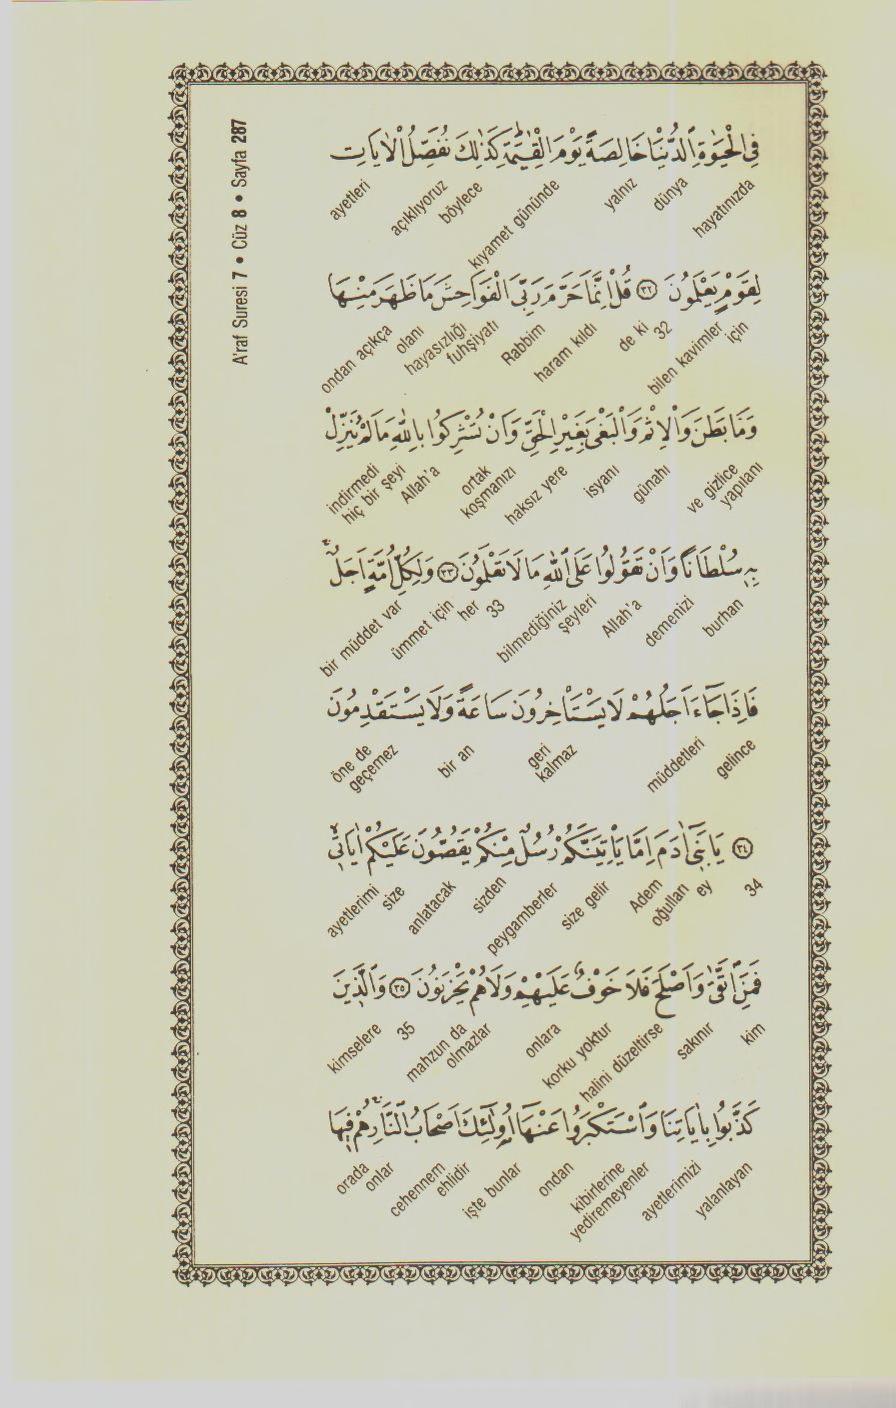 A'raf Suresi 7 • Cüz 8 • Sayfa 287
فِي الْحَيٰوةِ الدُّنْيَا خَالِصَةً يَوْمَ الْقِيٰمَةِ كَذٰلِكَ نُفَصِّلُ الْاٰيَاتِ
hayatınızda dünya yalnız kıyamet gününde böylece açıklıyoruz ayetleri
لِقَوْمٍ يَعْلَمُونَ ﴿٣٢﴾ قُلْ اِنَّمَا حَرَّمَ رَبِّيَ الْفَوَاحِشَ مَا ظَهَرَ مِنْهَا
için bilen kavimler 32 de ki haram kıldı Rabbim fuhşiyatı hayasızlığı olanı ondan açıkça
وَمَا بَطَنَ وَالْاِثْمَ وَالْبَغْيَ بِغَيْرِ الْحَقِّ وَاَنْ تُشْرِكُوا بِاللّٰهِ مَا لَمْ يُنَزِّلْ
ve gizlice yapılanı günahı isyanı haksız yere ortak koşmanızı Allah'a hiç bir şeyi indirmedi
بِهِ سُلْطَانًا وَاَنْ تَقُولُوا عَلَى اللّٰهِ مَا لَا تَعْلَمُونَ ﴿٣٣﴾ وَلِكُلِّ اُمَّةٍ اَجَلٌ
burhan demenizi Allah'a bilmediğiniz şeyleri 33 her ümmet için bir müddet var
فَاِذَا جَٓاءَ اَجَلُهُمْ لَا يَسْتَأْخِرُونَ سَاعَةً وَلَا يَسْتَقْدِمُونَ
gelince müddetleri geri kalmaz bir an öne de geçemez
﴿٣٤﴾ يَا بَنِٓي اٰدَمَ اِمَّا يَأْتِيَنَّكُمْ رُسُلٌ مِنْكُمْ يَقُصُّونَ عَلَيْكُمْ اٰيَاتِي
34 ey Adem oğulları size gelir peygamberler sizden anlatacak size ayetlerimi
فَمَنِ اتَّقٰى وَاَصْلَحَ فَلَا خَوْفٌ عَلَيْهِمْ وَلَا هُمْ يَحْزَنُونَ ﴿٣٥﴾ وَالَّذِينَ
kim sakınır halini düzeltirse korku yoktur onlara mahzun da olmazlar 35 kimselere
كَذَّبُوا بِاٰيَاتِنَا وَاسْتَكْبَرُوا عَنْهَٓا اُولٰٓئِكَ اَصْحَابُ النَّارِ هُمْ فِيهَا
yalanlayan ayetlerimizi kibirlerine yediremeyenler ondan işte bunlar cehennem ehlidir onlar orada